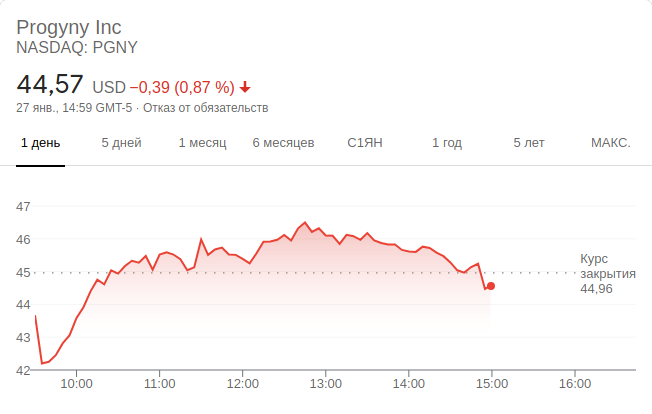 Progyny Inc
NASDAQ: PGNY
44,57 USD −0,39 (0,87 %)
27 янв., 14:59 GMT-5 · Отказ от обязательств
1 день 5 дней 1 месяц 6 месяцев С1ЯН 1 год 5 лет МАКС.
47
46
45
44
43
42
Курс
закрытия
44,96
10:00 11:00 12:00 13:00 14:00 15:00 16:00